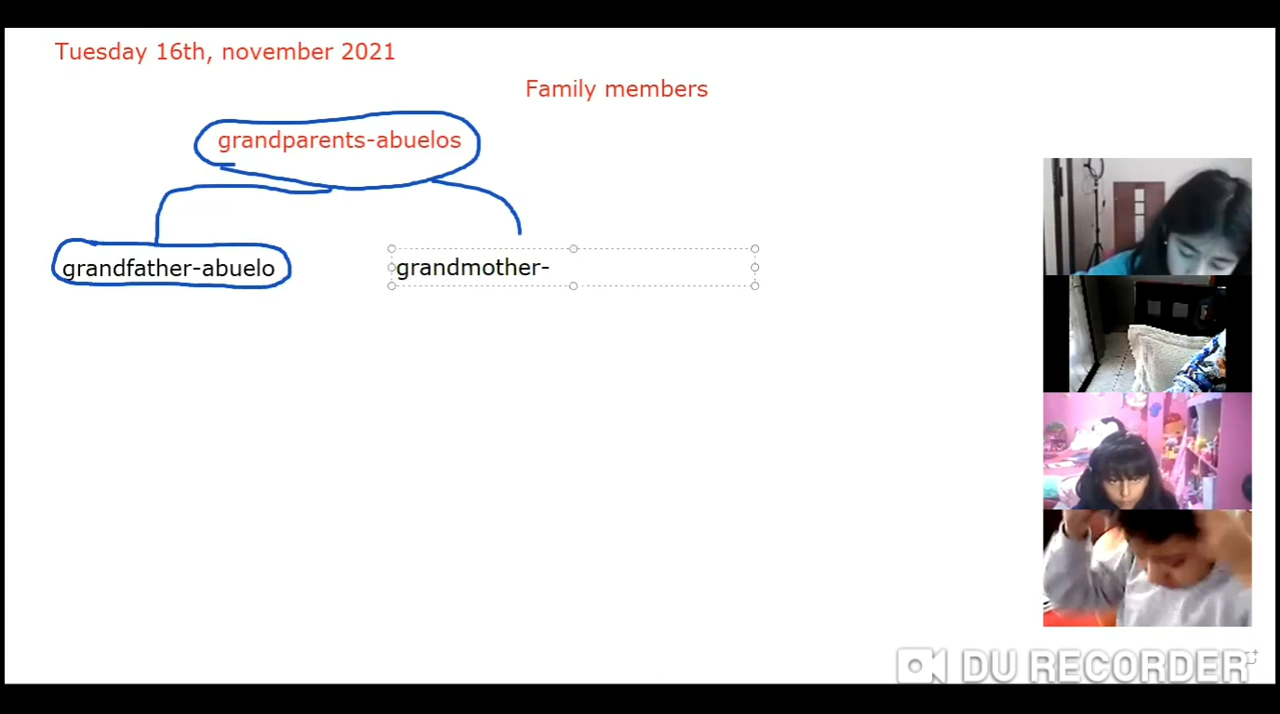 Tuesday 16th, november 2021
Family members
grandparents-abuelos
grandfather-abuelo
grandmother-
DU RECORDER